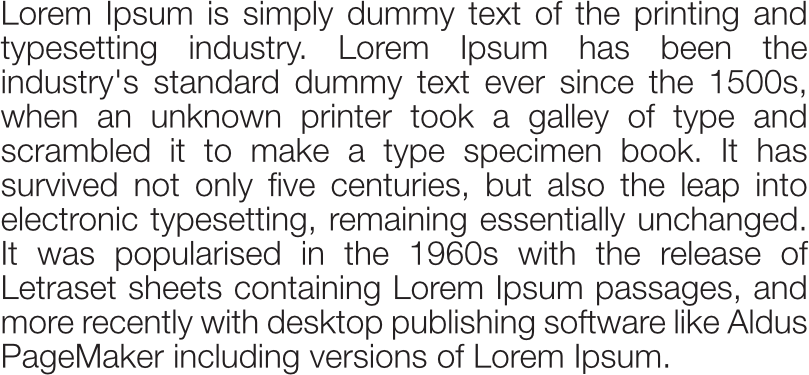 Lorem Ipsum is simply dummy text of the printing and
typesetting industry. Lorem Ipsum has been the
industry's standard dummy text ever since the 1500s,
when an unknown printer took a galley of type and
scrambled it to make a type specimen book. It has
survived not only five centuries, but also the leap into
electronic typesetting, remaining essentially unchanged.
It was popularised in the 1960s with the release of
Letraset sheets containing Lorem Ipsum passages, and
more recently with desktop publishing software like Aldus
PageMaker including versions of Lorem Ipsum.